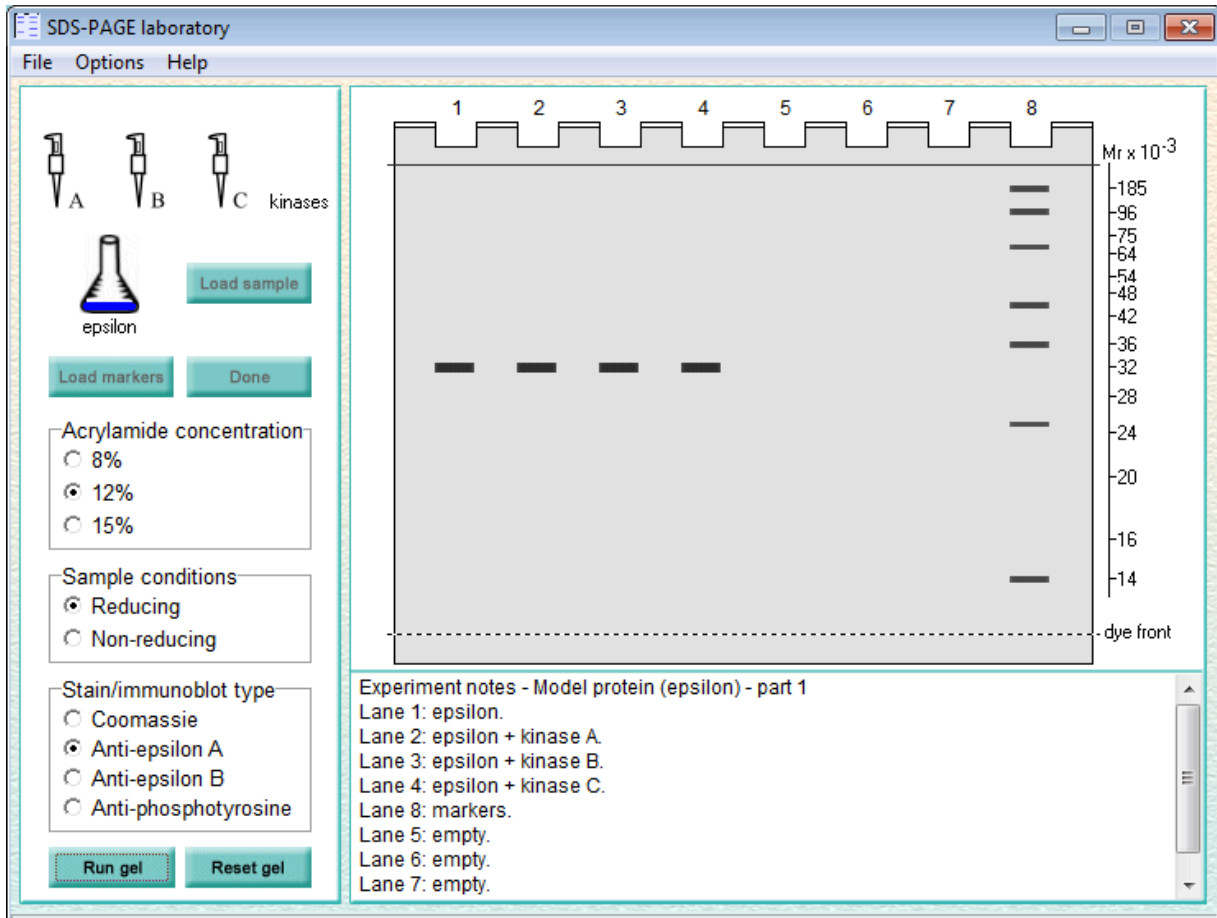 SDS-PAGE laboratory
File Options Help
A B C kinases
epsilon
Load sample
Load markers Done
Acrylamide concentration
8%
12%
15%
Sample conditions
Reducing
Non-reducing
Stain/immunoblot type
Coomassie
Anti-epsilon A
Anti-epsilon B
Anti-phosphotyrosine
Run gel Reset gel
1 2 3 4 5 6 7 8
Mr x 10-3
185
96
75
64
54
48
42
36
32
28
24
20
16
14
dye front
Experiment notes - Model protein (epsilon) - part 1
Lane 1: epsilon.
Lane 2: epsilon + kinase A.
Lane 3: epsilon + kinase B.
Lane 4: epsilon + kinase C.
Lane 8: markers.
Lane 5: empty.
Lane 6: empty.
Lane 7: empty.